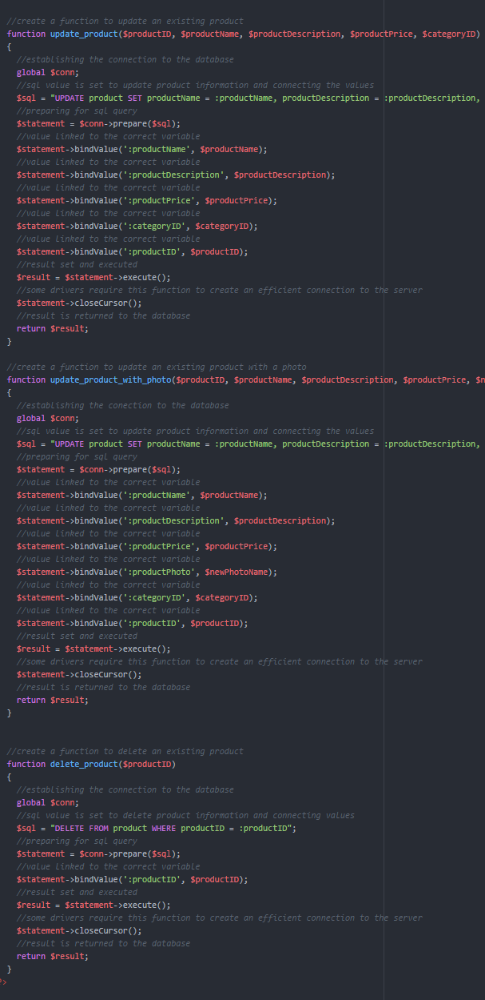 //create a function to update an existing product
function update_product($productID, $productName, $productDescription, $productPrice, $categoryID)
{
//establishing the connection to the database
global $conn;
//sql value is set to update product information and connecting the values
$sql = "UPDATE product SET productName = :productName, productDescription = :productDescription,
//preparing for sql query
$statement = $conn->prepare($sql);
//value linked to the correct variable
$statement->bindValue(':productName', $productName);
//value linked to the correct variable
$statement->bindValue(':productDescription', $productDescription);
//value linked to the correct variable
$statement->bindValue(':productPrice', $productPrice);
//value linked to the correct variable
$statement->bindValue(':categoryID', $categoryID);
//value linked to the correct variable
$statement->bindValue(':productID', $productID);
//result set and executed
$result = $statement->execute();
//some drivers require this function to create an efficient connection to the server
$statement->closeCursor();
//result is returned to the database
return $result;
}
//create a function to update an existing product with a photo
function update_product_with_photo($productID, $productName, $productDescription, $productPrice, $n
{
//establishing the conection to the database
global $conn;
//sql value is set to update product information and connecting the values
$sql = "UPDATE product SET productName = :productName, productDescription = :productDescription,
//preparing for sql query
$statement = $conn->prepare($sql);
//value linked to the correct variable
$statement->bindValue(':productName', $productName);
//value linked to the correct variable
$statement->bindValue(':productDescription', $productDescription);
//value linked to the correct variable
$statement->bindValue(':productPrice', $productPrice);
//value linked to the correct variable
$statement->bindValue(':productPhoto', $newPhotoName);
//value linked to the correct variable
$statement->bindValue(':categoryID', $categoryID);
//value linked to the correct variable
$statement->bindValue(':productID', $productID);
//result set and executed
$result = $statement->execute();
//some drivers require this function to create an efficient connection to the server
$statement->closeCursor();
//result is returned to the database
return $result;
}
//create a function to delete an existing product
function delete_product($productID)
{
//establishing the connection to the database
global $conn;
//sql value is set to delete product information and connecting values
$sql = "DELETE FROM product WHERE productID = :productID";
//preparing for sql query
$statement = $conn->prepare($sql);
//value linked to the correct variable
$statement->bindValue(':productID', $productID);
//result set and executed
$result = $statement->execute();
//some drivers require this function to create an efficient connection to the server
$statement->closeCursor();
//result is returned to the database
return $result;
}
?>